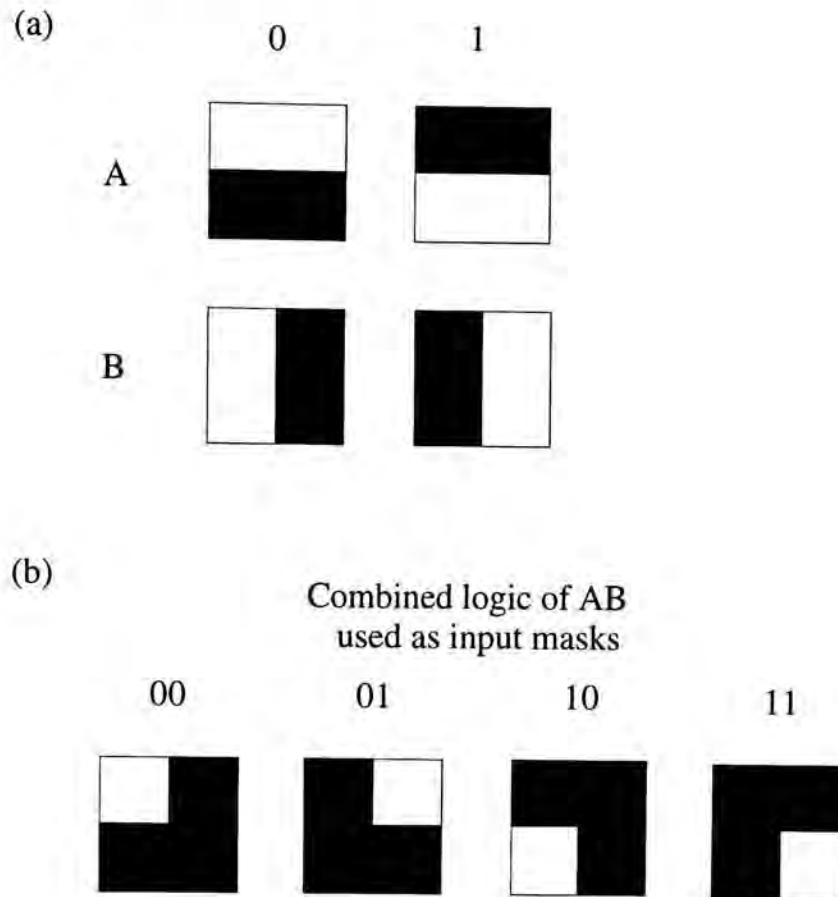 (a)
0 1
A
B
(b)
Combined logic of AB
used as input masks
00 01 10 11